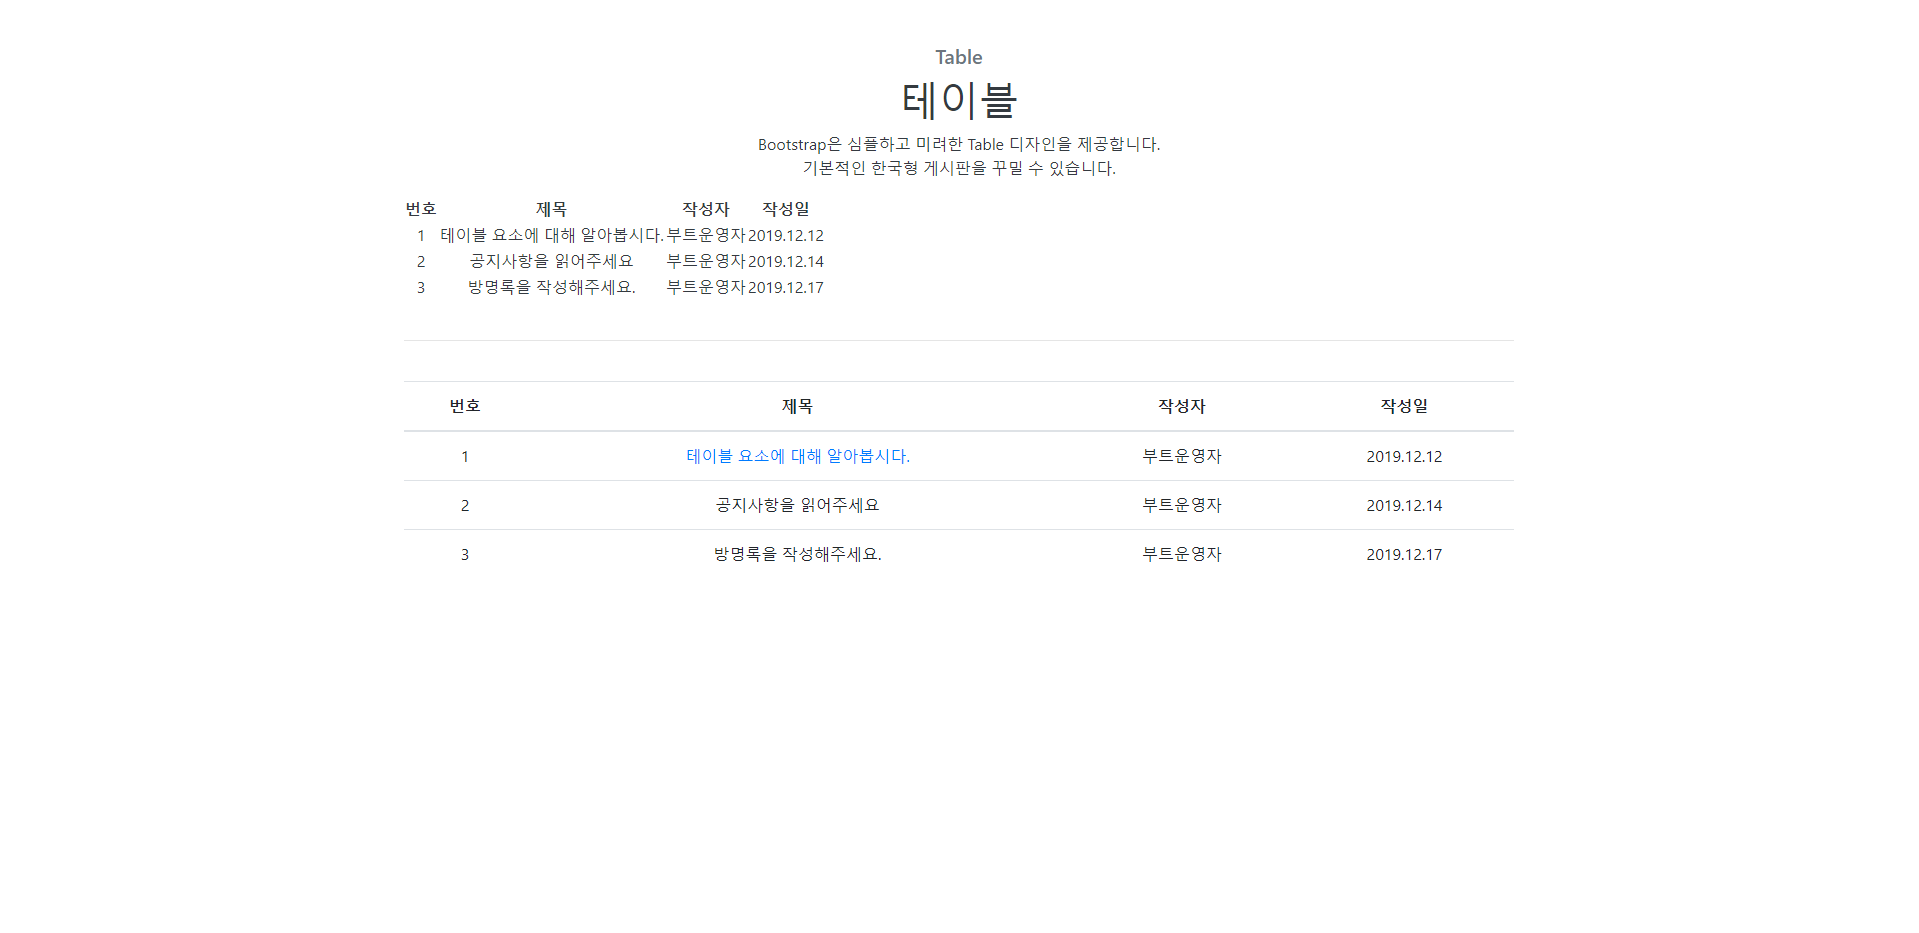 Table
테이블
Bootstrap은 심플하고 미려한 Table 디자인을 제공합니다.
기본적인 한국형 게시판을 꾸밀 수 있습니다.
번호 제목 작성자 작성일
1 테이블 요소에 대해 알아봅시다. 부트운영자 2019.12.12
2 공지사항을 읽어주세요 부트운영자 2019.12.14
3 방명록을 작성해주세요. 부트운영자 2019.12.17
번호 제목 작성자 작성일
1 테이블 요소에 대해 알아봅시다. 부트운영자 2019.12.12
2 공지사항을 읽어주세요 부트운영자 2019.12.14
3 방명록을 작성해주세요. 부트운영자 2019.12.17